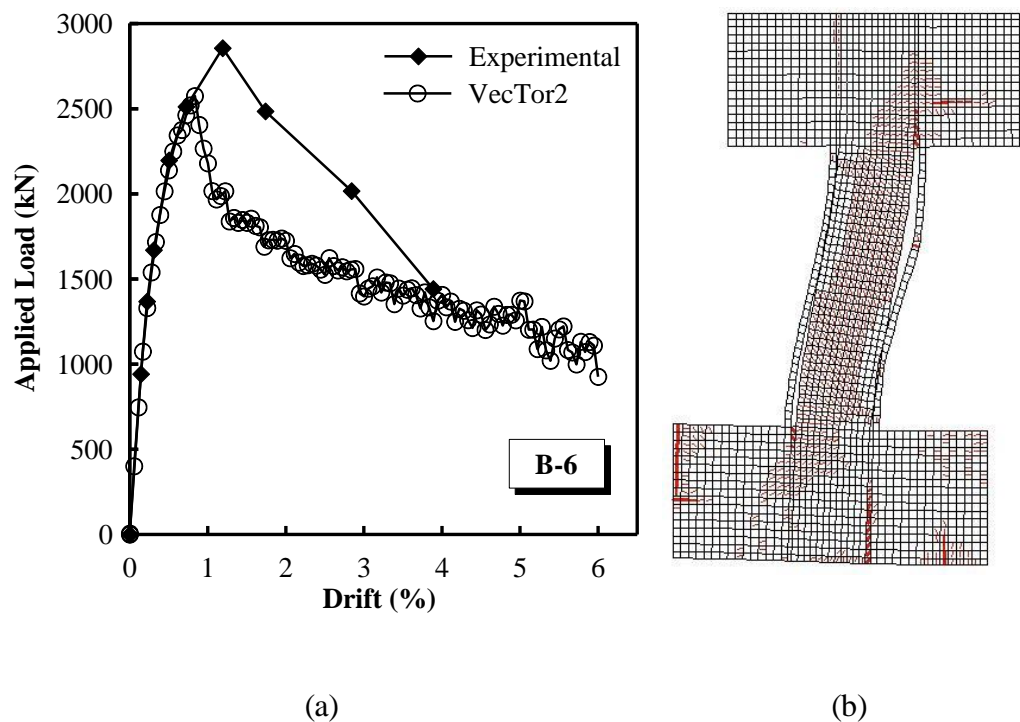 3000
2500
2000
1500
1000
500
0
Applied Load (kN)
Experimental
VecTor2
B-6
0 1 2 3 4 5 6
Drift (%)
(a) (b)